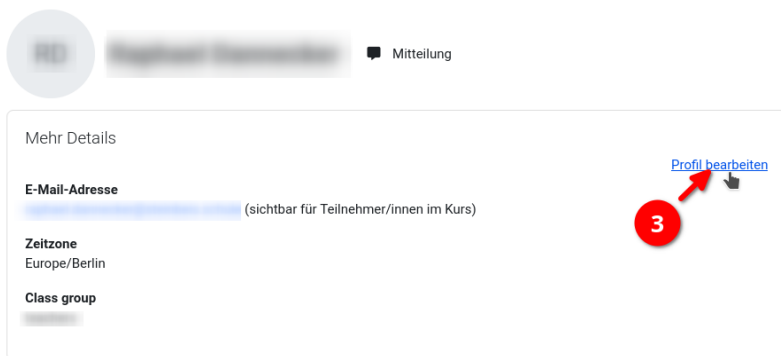 Mitteilung
Mehr Details
Profil bearbeiten
E-Mail-Adresse
(sichtbar für Teilnehmer/innen im Kurs)
3
Zeitzone
Europe/Berlin
Class group